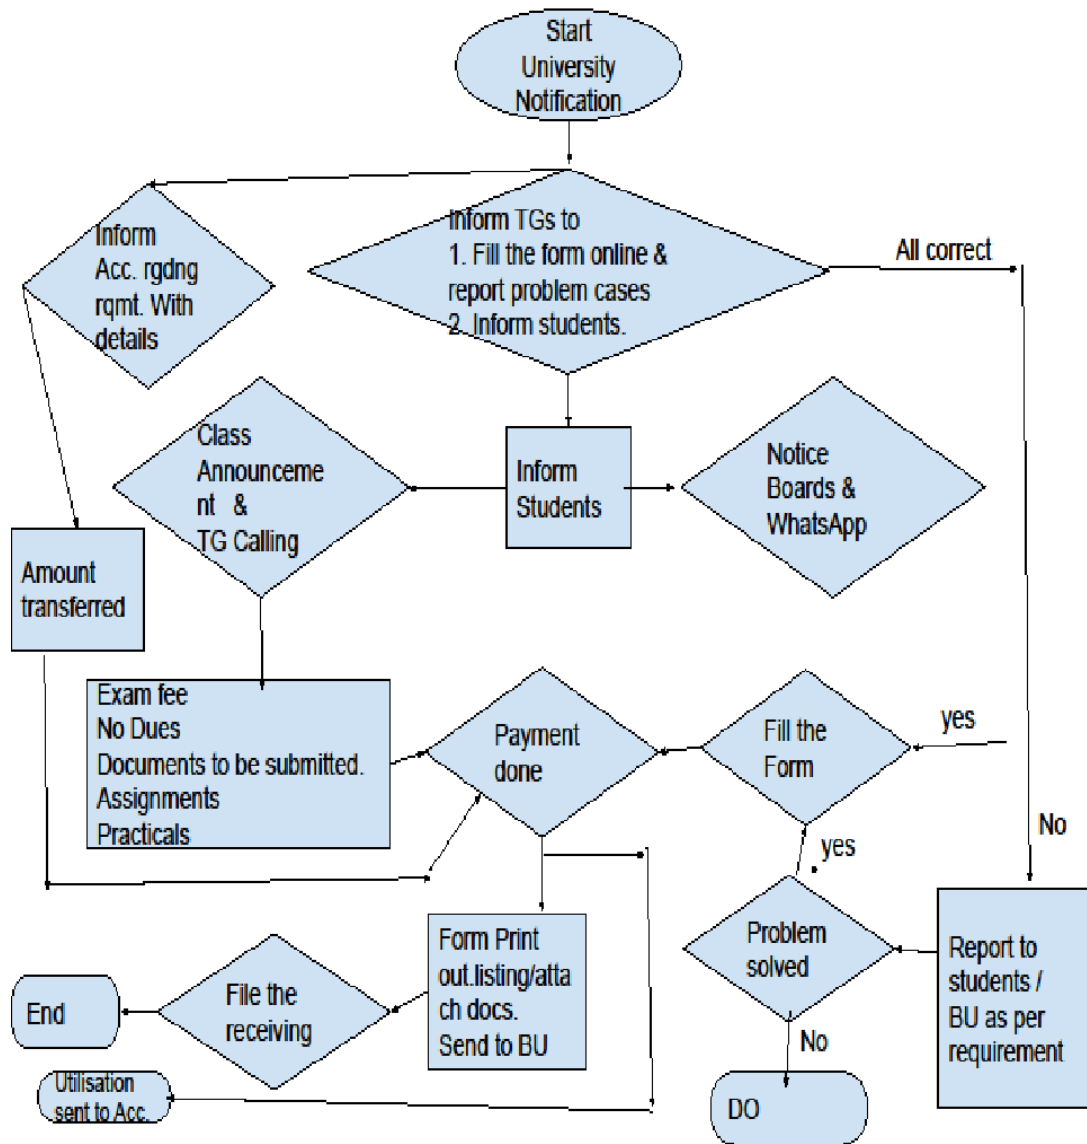 Start
University
Notification
Inform
Acc. rgdng
rqmt. With
details
Inform TGs to
1. Fill the form online &
report problem cases
2. Inform students.
All correct
Class
Announceme
nt &
TG Calling
Inform
Students
Notice
Boards &
WhatsApp
Amount
transferred
Exam fee
No Dues
Documents to be submitted.
Assignments
Practicals
Payment
done
Fill the
Form
yes
No
yes
Problem
solved
Report to
students /
BU as per
requirement
Form Print
out.listing/atta
ch docs.
Send to BU
File the
receiving
End
No
Utilisation
sent to Acc.
DO